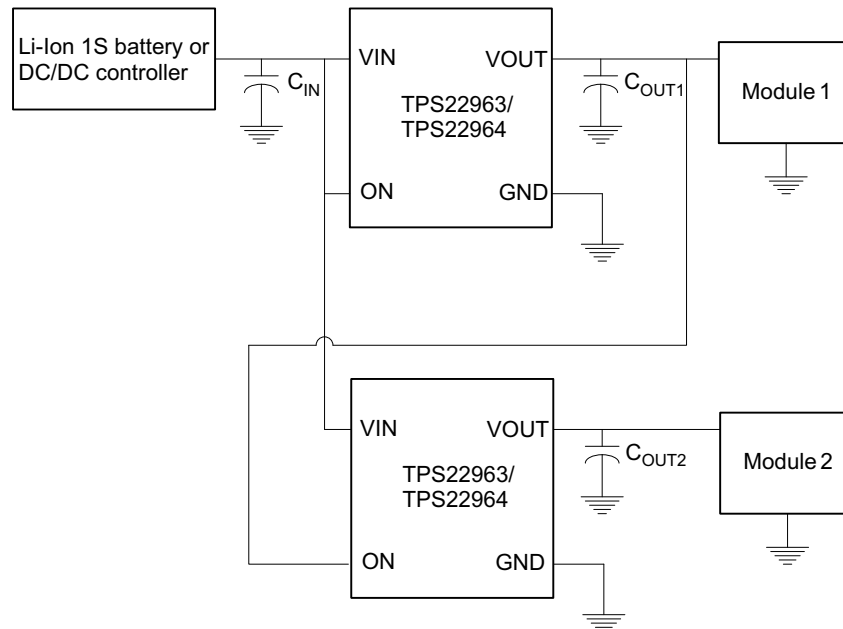 Li-Ion 1S battery or
DC/DC controller
CIN
VIN
VOUT
TPS22963/
TPS22964
ON
GND
COUT1
Module 1
VIN
VOUT
TPS22963/
TPS22964
ON
GND
COUT2
Module 2